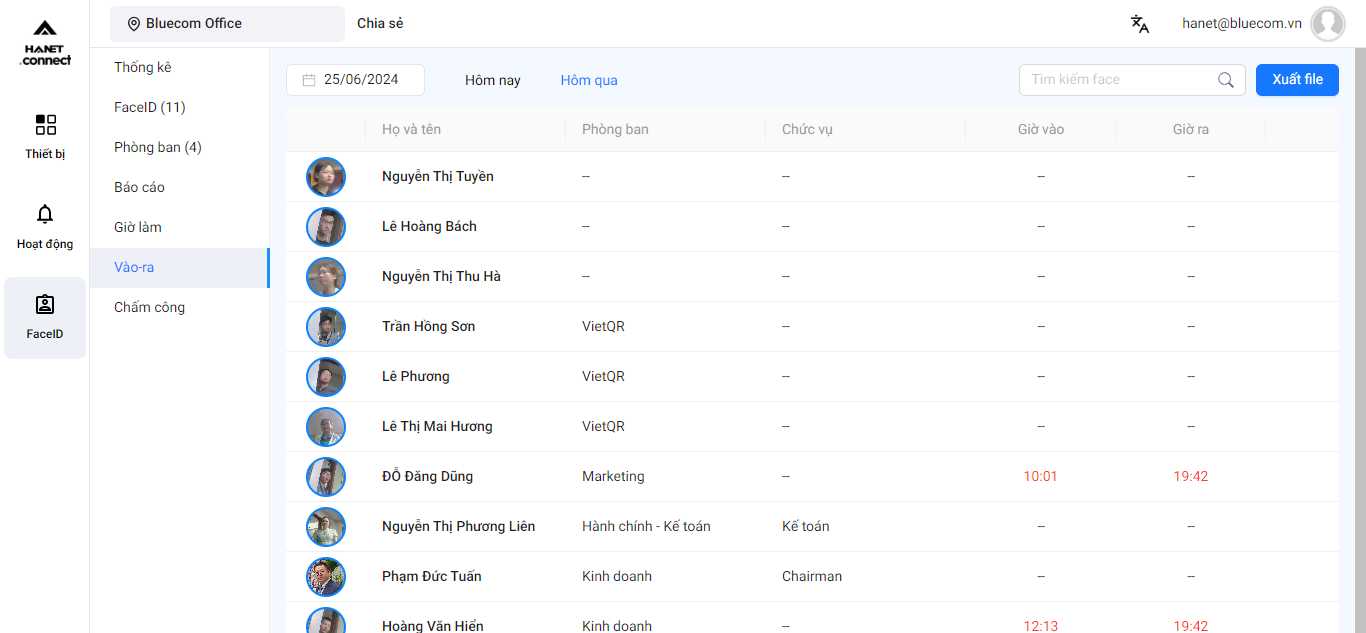 HANET
.connect
Thiết bị
Hoạt động
FaceID
Bluecom Office
Chia sẻ
hanet@bluecom.vn
Thống kê
FaceID (11)
Phòng ban (4)
Báo cáo
Giờ làm
Vào-ra
Chấm công
25/06/2024 Hôm nay Hôm qua Tìm kiếm face Xuất file
Họ và tên Phòng ban Chức vụ Giờ vào Giờ ra
Nguyễn Thị Tuyền -- -- -- --
Lê Hoàng Bách -- -- -- --
Nguyễn Thị Thu Hà -- -- -- --
Trần Hồng Sơn VietQR -- -- --
Lê Phương VietQR -- -- --
Lê Thị Mai Hương VietQR -- -- --
ĐỖ Đăng Dũng Marketing -- 10:01 19:42
Nguyễn Thị Phương Liên Hành chính - Kế toán Kế toán -- --
Phạm Đức Tuấn Kinh doanh Chairman -- --
Hoàng Văn Hiển Kinh doanh -- 12:13 19:42